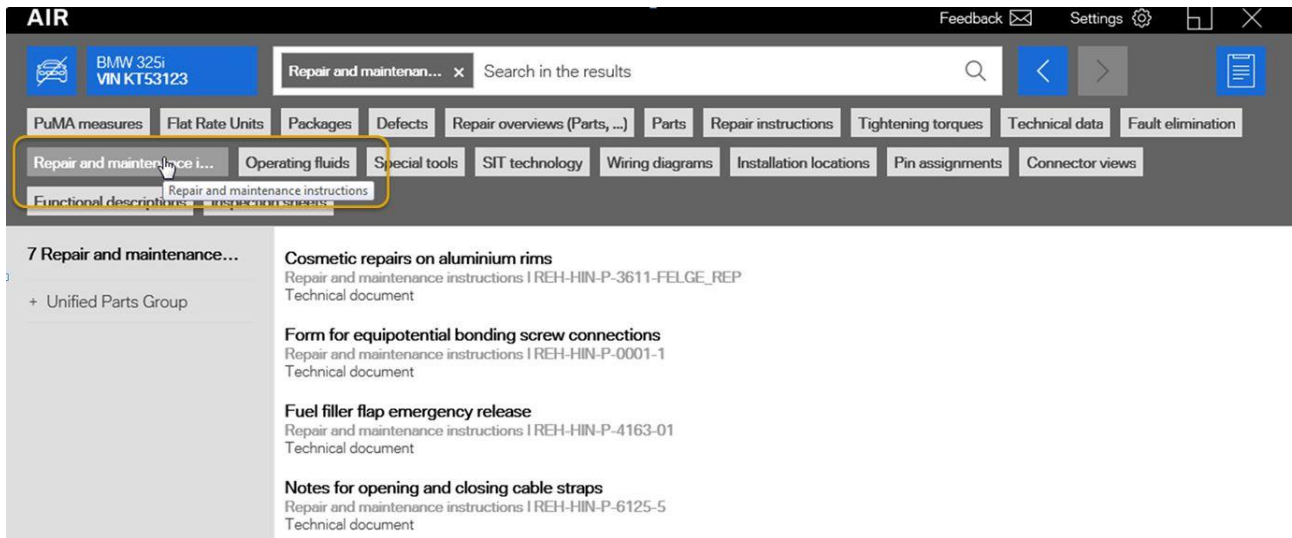 AIR
Feedback
Settings
BMW 325i
VIN KT53123
Repair and maintenan... x Search in the results
PuMA measures Flat Rate Units Packages Defects Repair overviews (Parts, ...) Parts Repair instructions Tightening torques Technical data Fault elimination
Repair and maintenance i... Operating fluids Special tools SIT technology Wiring diagrams Installation locations Pin assignments Connector views
Repair and maintenance instructions
Functional descriptions Inspection sheets
7 Repair and maintenance...
+ Unified Parts Group
Cosmetic repairs on aluminium rims
Repair and maintenance instructions | REH-HIN-P-3611-FELGE_REP
Technical document
Form for equipotential bonding screw connections
Repair and maintenance instructions | REH-HIN-P-0001-1
Technical document
Fuel filler flap emergency release
Repair and maintenance instructions | REH-HIN-P-4163-01
Technical document
Notes for opening and closing cable straps
Repair and maintenance instructions | REH-HIN-P-6125-5
Technical document